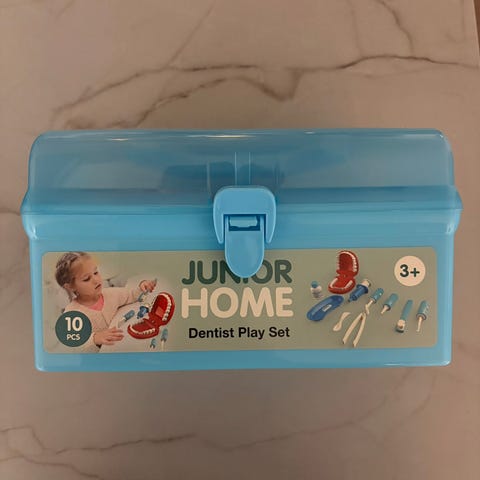 JUNIOR
HOME
Dentist Play Set
10
PCS
3+